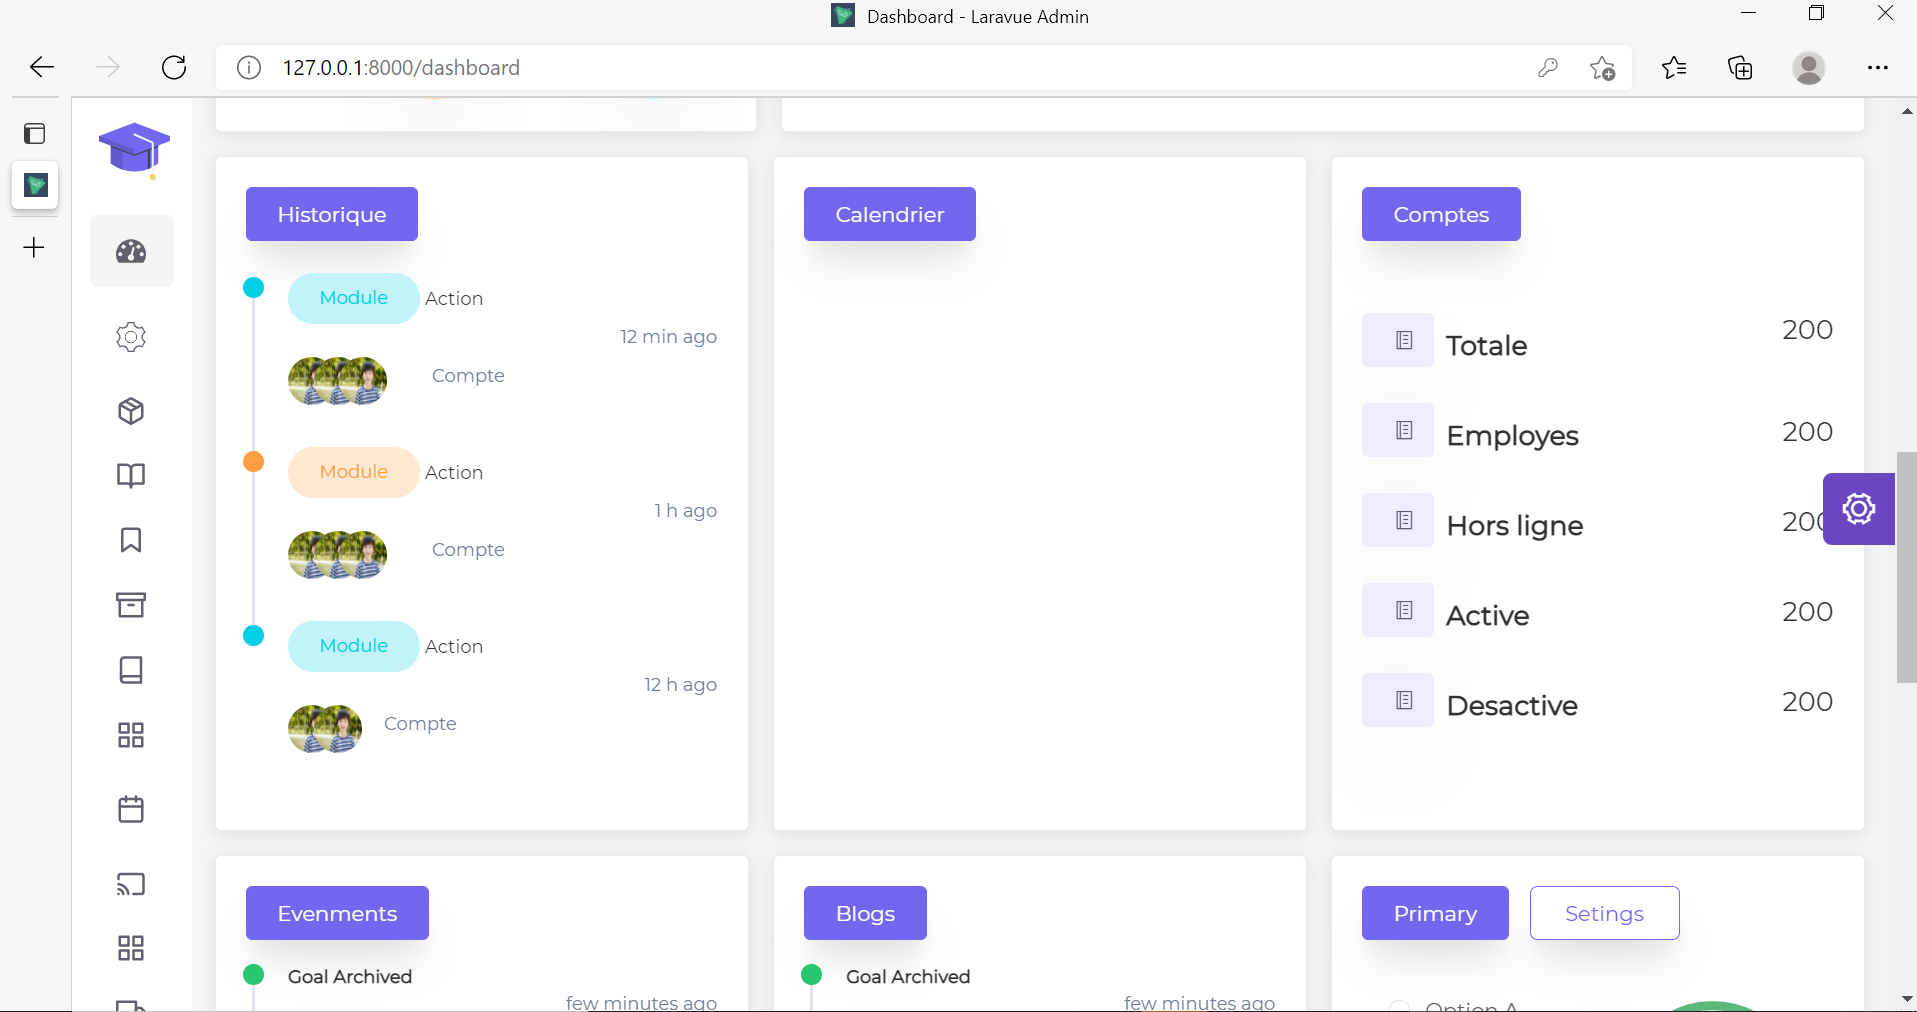 Dashboard - Laravue Admin
127.0.0.1:8000/dashboard
Historique
Module Action
12 min ago
Compte
Module Action
1 h ago
Compte
Module Action
12 h ago
Compte
Calendrier
Comptes
Totale 200
Employes 200
Hors ligne 200
Active 200
Desactive 200
Evenments
Goal Archived
few minutes ago
Blogs
Goal Archived
few minutes ago
Primary Setings
Option A